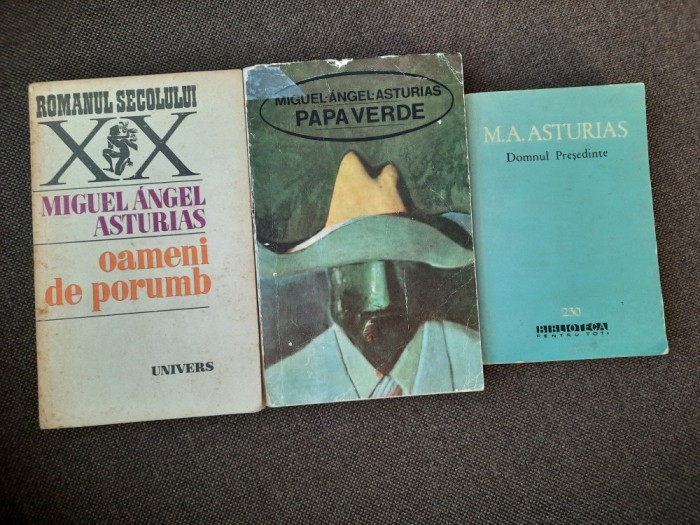 ROMANUL SECOLULUI
XX
MIGUEL ÁNGEL
ASTURIAS
oameni
de porumb
UNIVERS
MIGUEL·ANGEL·ASTURIAS
PAPA VERDE
M.A. ASTURIAS
Domnul Președinte
230
BIBLIOTECA
PENTRU TOȚI